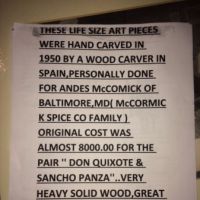 THESE LIFE SIZE ART PIECES
WERE HAND CARVED IN
1950 BY A WOOD CARVER IN
SPAIN,PERSONALLY DONE
FOR ANDES McCOMICK OF
BALTIMORE,MD( McCORMIC
K SPICE CO FAMILY )
ORIGINAL COST WAS
ALMOST 8000.00 FOR THE
PAIR " DON QUIXOTE &
SANCHO PANZA"..VERY
HEAVY SOLID WOOD,GREAT